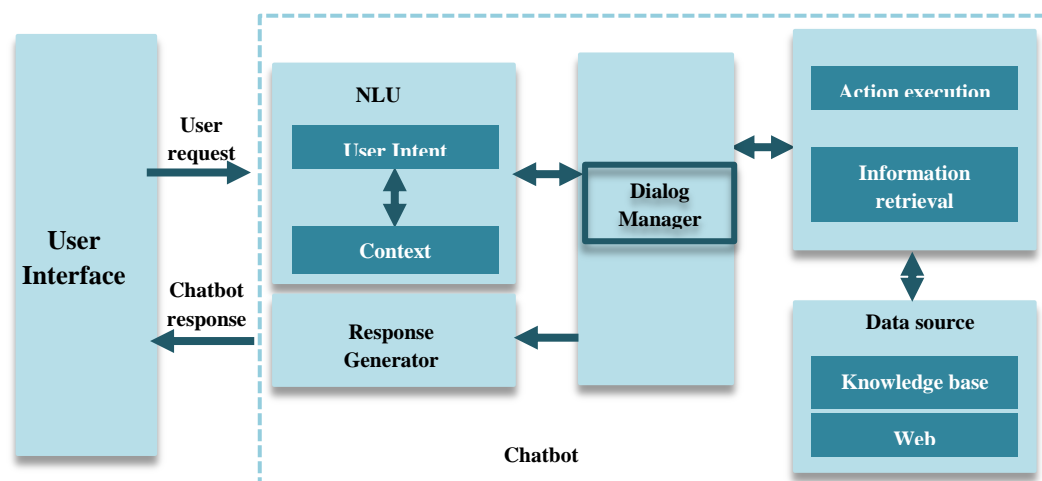 User
Interface
User
request
Chatbot
response
NLU
User Intent
Context
Response
Generator
Dialog
Manager
Action execution
Information
retrieval
Data source
Knowledge base
Web
Chatbot